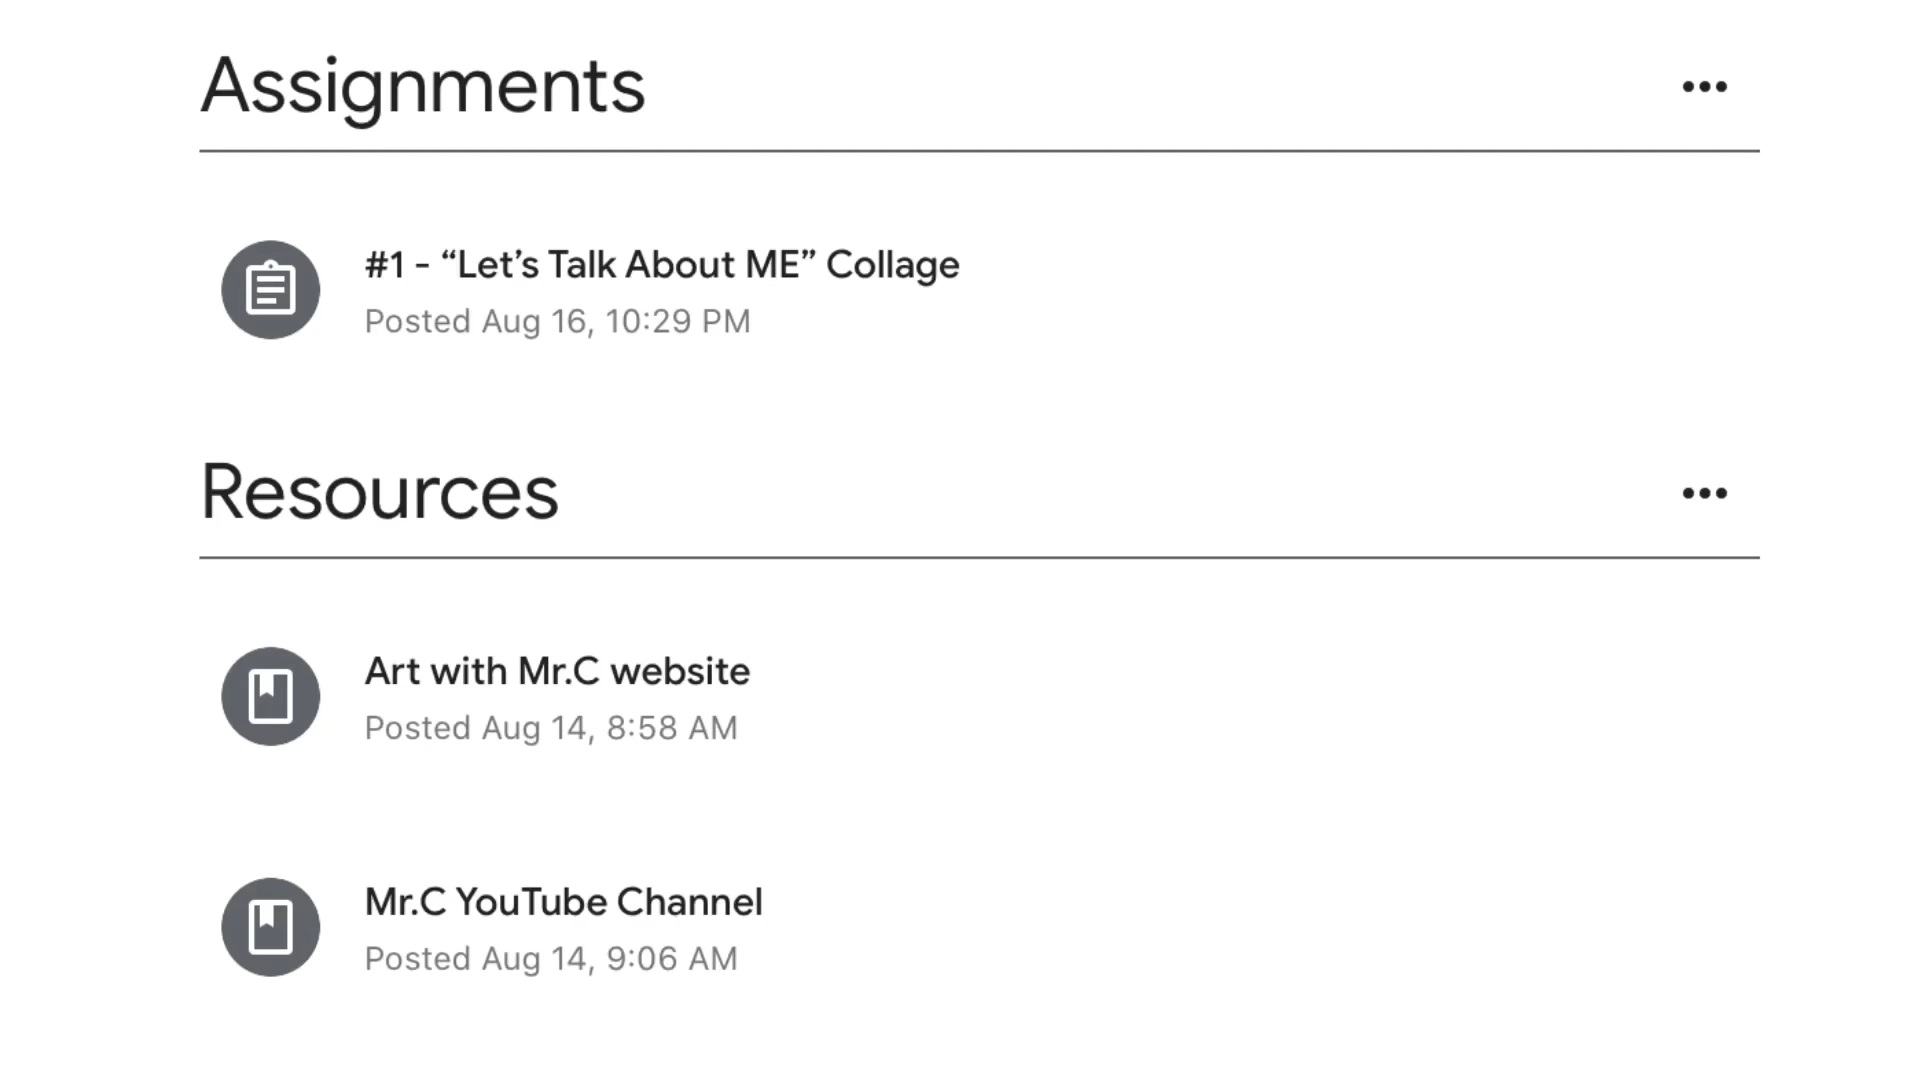 Assignments
#1 - “Let’s Talk About ME” Collage
Posted Aug 16, 10:29 PM
Resources
Art with Mr.C website
Posted Aug 14, 8:58 AM
Mr.C YouTube Channel
Posted Aug 14, 9:06 AM